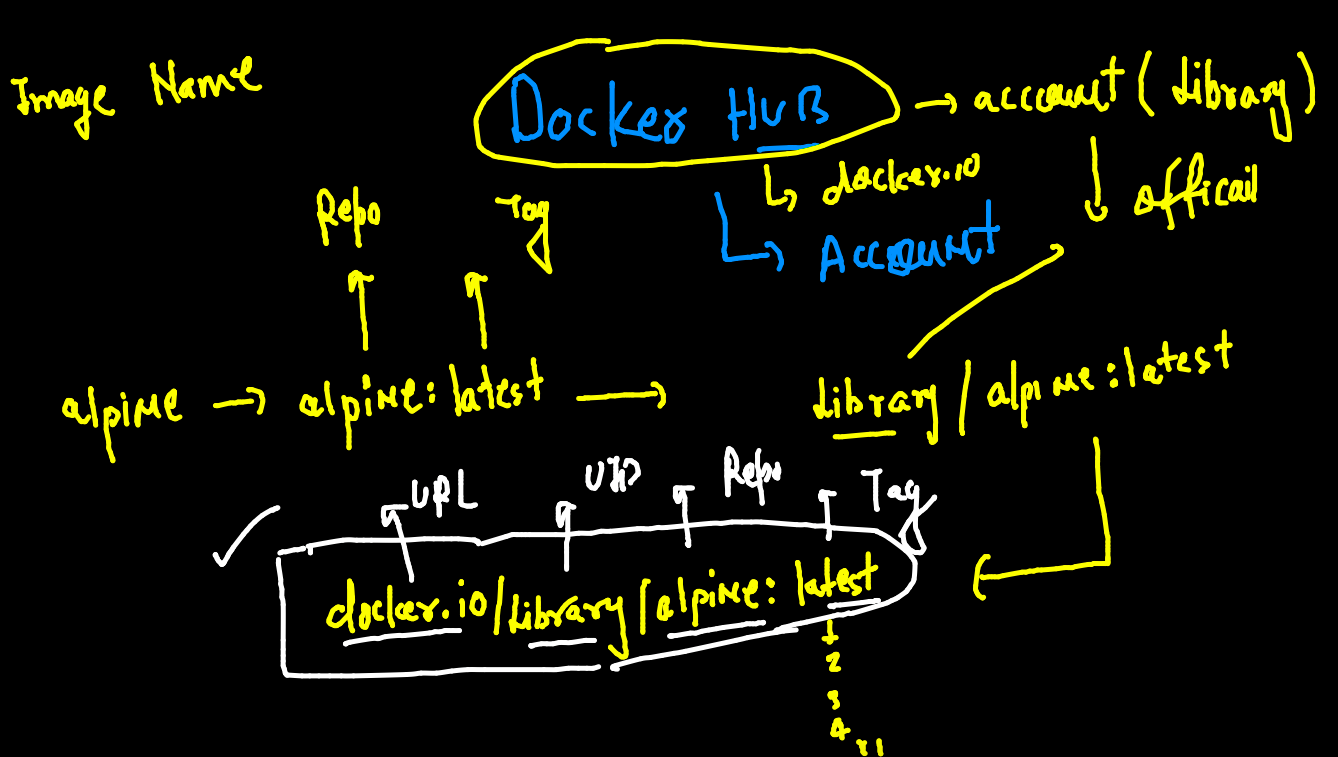 Image Name
Docker HUB → account (Library)
↳ docker.io
Repo Tag
officail
↳ Account
alpine → alpine:latest → Library / alpine:latest
URL UID Repo Tag
docker.io/Library/alpine: latest
1
2
3
4